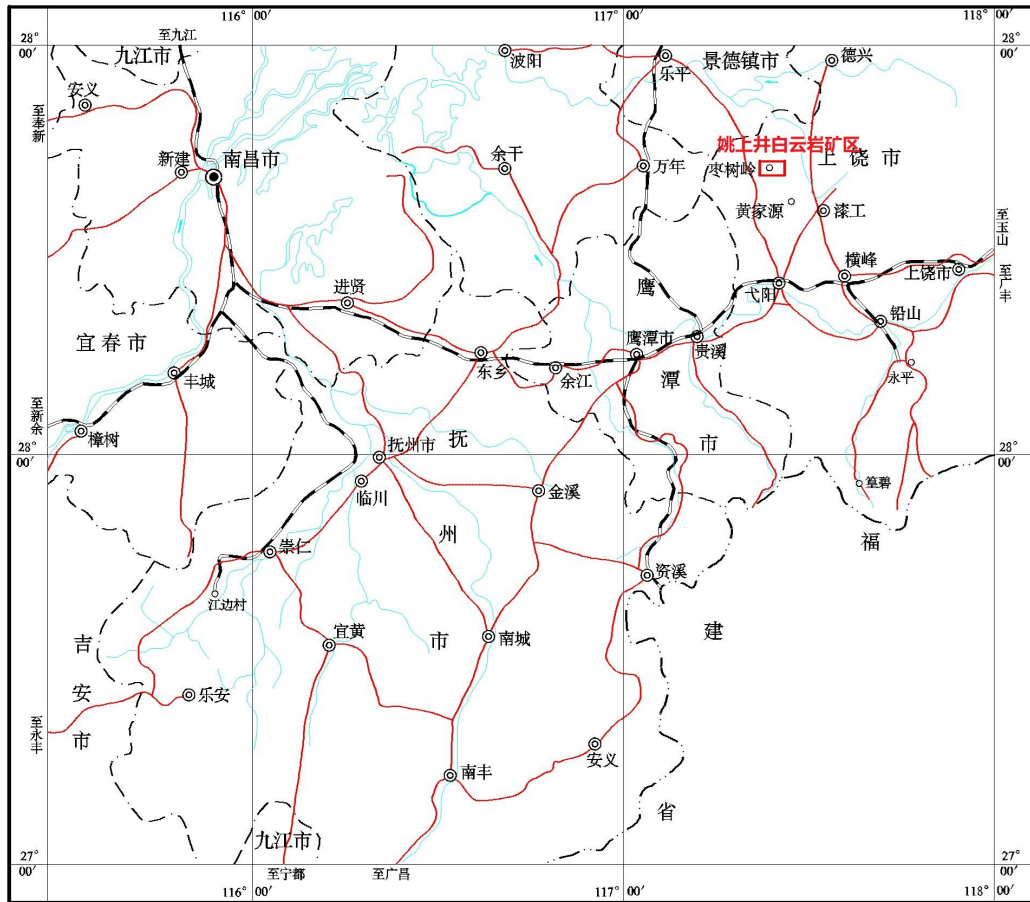 116° 00′
117° 00′
118° 00′
28° 00′
至九江
九江市
波阳
乐平
景德镇市
德兴
安义
至奉新
姚上井白云岩矿区
新建
南昌市
余干
万年
枣树岭
上饶市
黄家源
漆工
至玉山
横峰
上饶市
至广丰
进贤
鹰
弋阳
铅山
宜春市
鹰潭市
贵溪
丰城
东乡
余江
潭
永平
至新余
樟树
抚州市
抚
市
28° 00′
临川
金溪
篁碧
州
福
崇仁
资溪
江边村
吉
宜黄
市
南城
建
安
乐安
至永丰
市
安义
南丰
省
九江市
27° 00′
27° 00′
至宁都
至广昌
116° 00′
117° 00′
118° 00′
28° 00′
28° 00′